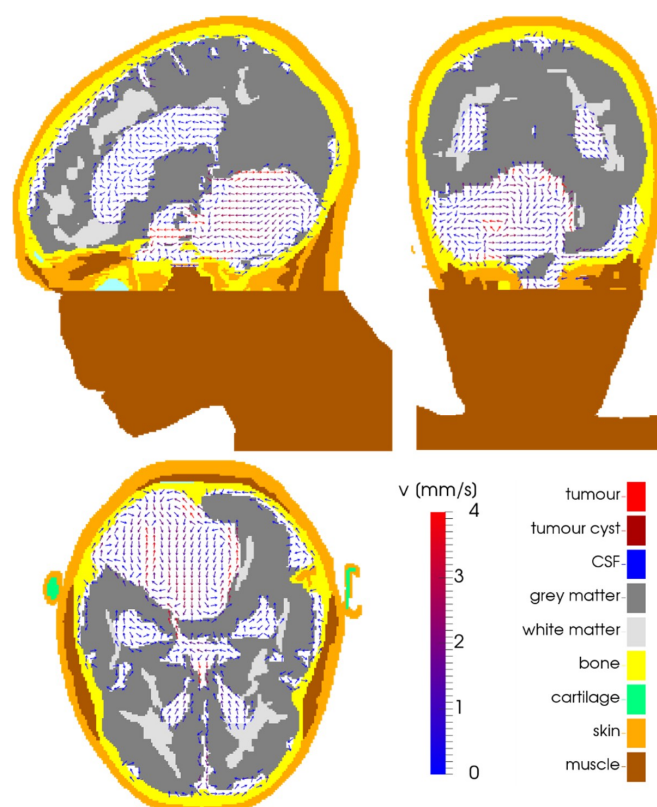 v (mm/s)
4
3
2
1
0
tumour
tumour cyst
CSF
grey matter
white matter
bone
cartilage
skin
muscle